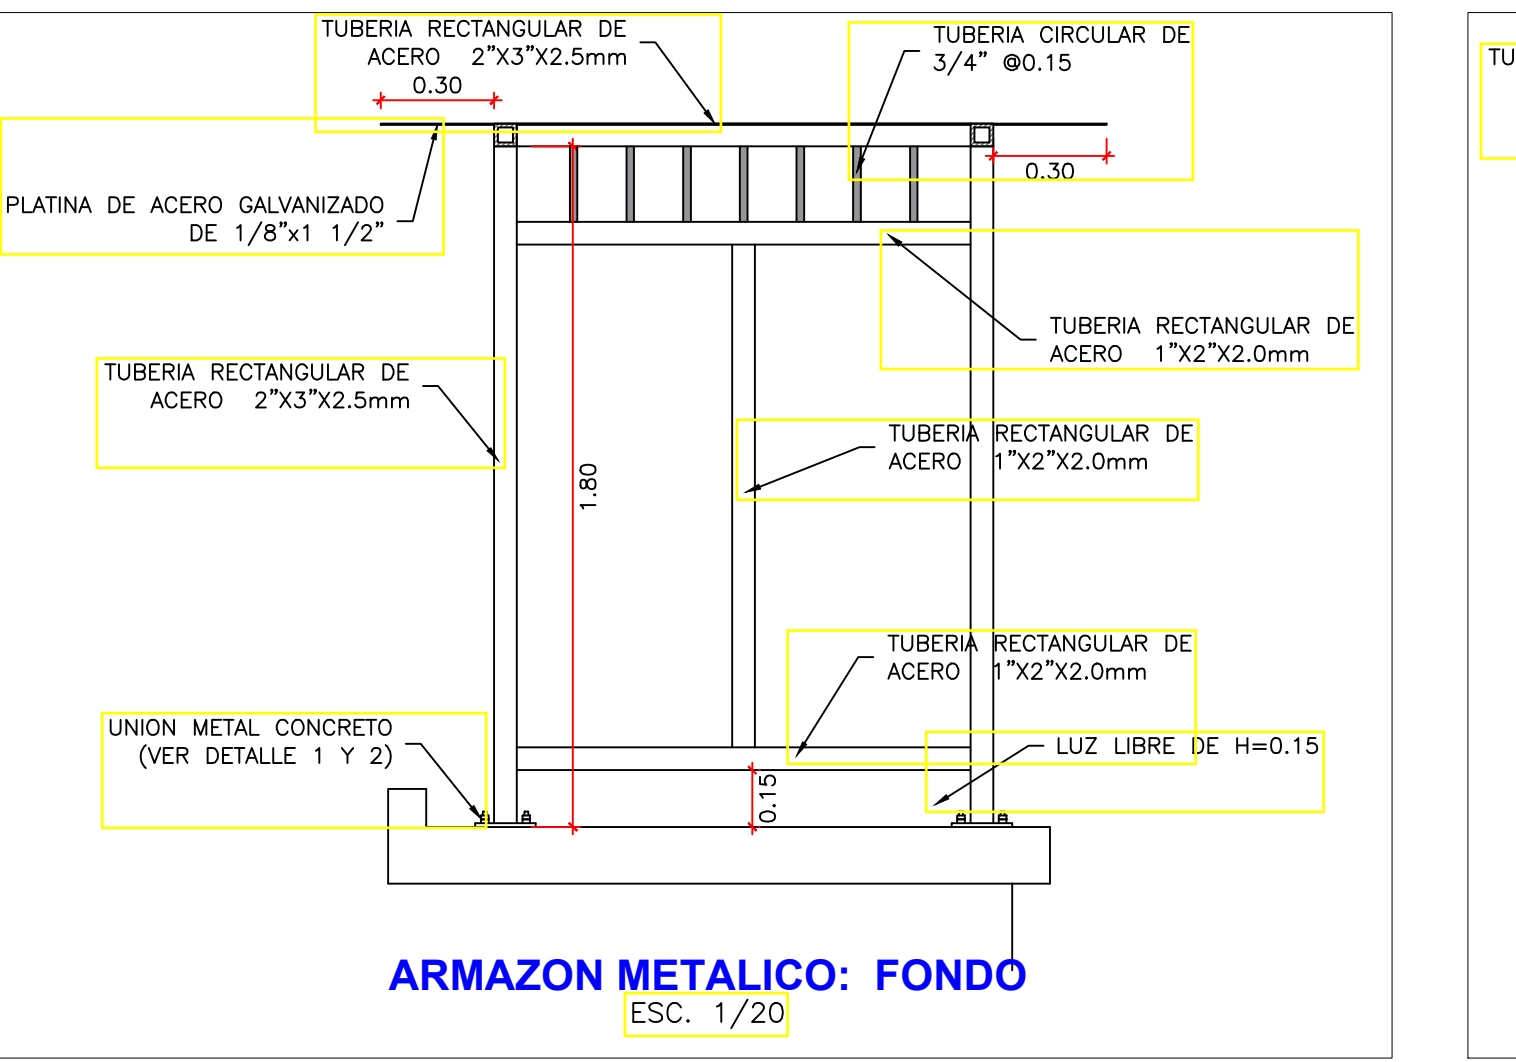 TUBERIA RECTANGULAR DE
ACERO 2"X3"X2.5mm
0.30
TUBERIA CIRCULAR DE
3/4" @0.15
TU
0.30
PLATINA DE ACERO GALVANIZADO
DE 1/8"x1 1/2"
TUBERIA RECTANGULAR DE
ACERO 1"X2"X2.0mm
TUBERIA RECTANGULAR DE
ACERO 2"X3"X2.5mm
TUBERIA RECTANGULAR DE
ACERO 1"X2"X2.0mm
1.80
TUBERIA RECTANGULAR DE
ACERO 1"X2"X2.0mm
UNION METAL CONCRETO
(VER DETALLE 1 Y 2)
LUZ LIBRE DE H=0.15
0.15
ARMAZON METALICO: FONDO
ESC. 1/20